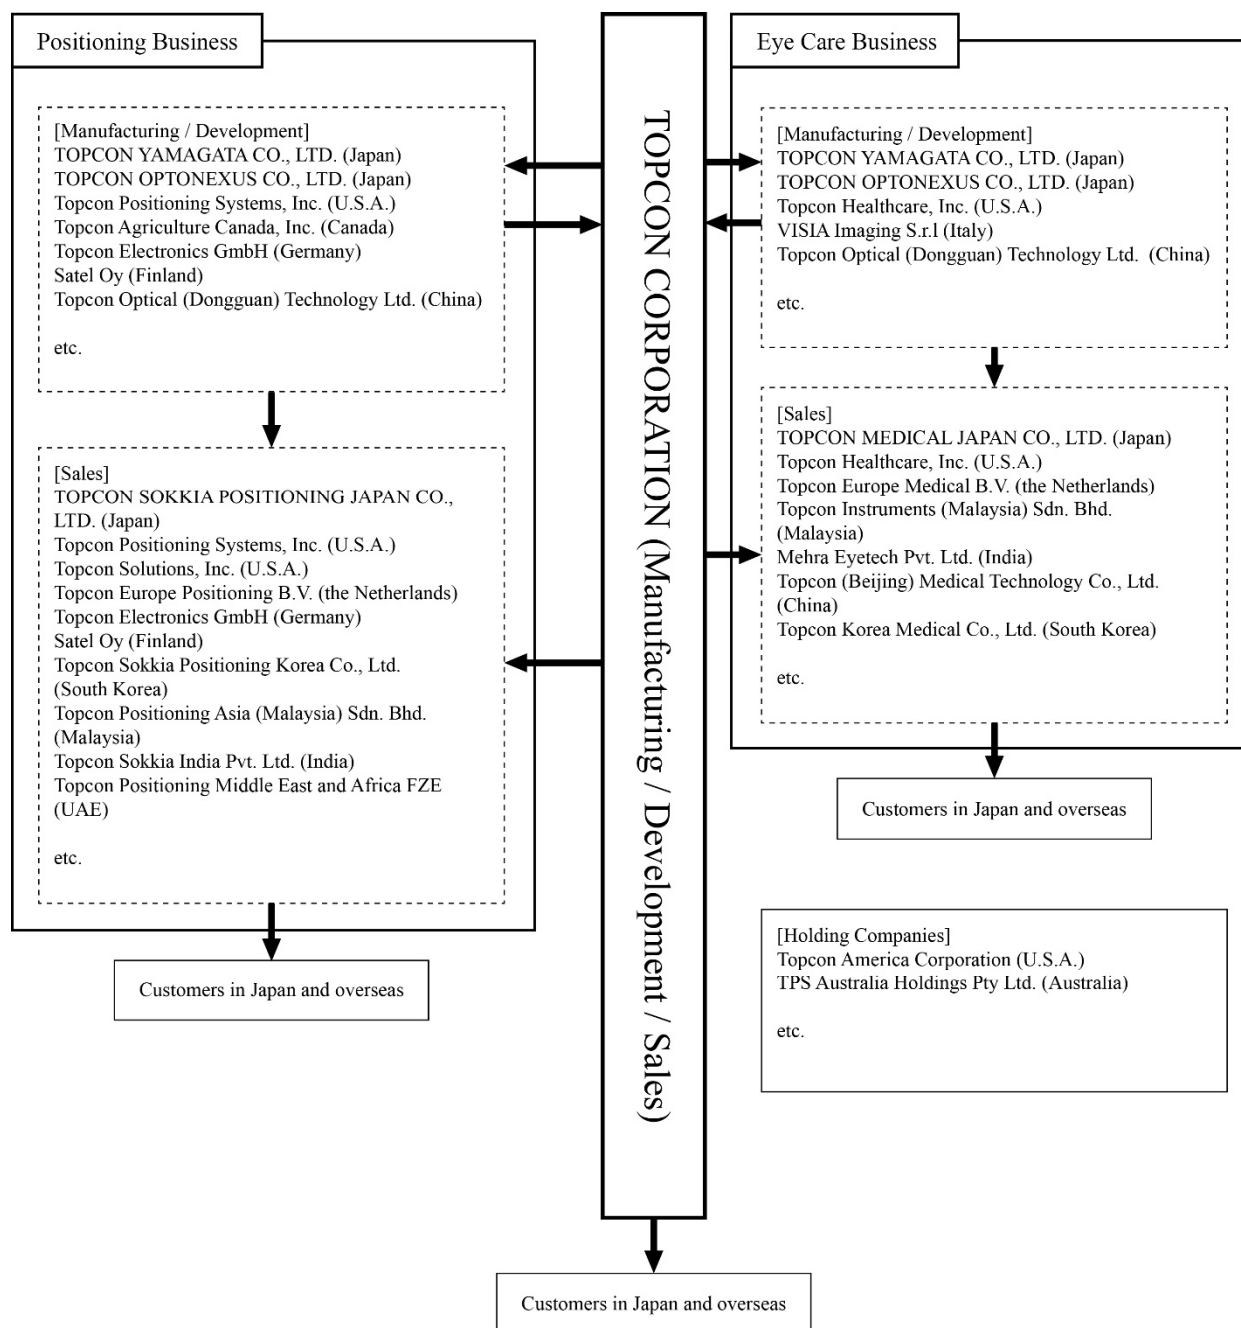 Positioning Business
[Manufacturing / Development]
TOPCON YAMAGATA CO., LTD. (Japan)
TOPCON OPTONEXUS CO., LTD. (Japan)
Topcon Positioning Systems, Inc. (U.S.A.)
Topcon Agriculture Canada, Inc. (Canada)
Topcon Electronics GmbH (Germany)
Satel Oy (Finland)
Topcon Optical (Dongguan) Technology Ltd. (China)
etc.
[Sales]
TOPCON SOKKIA POSITIONING JAPAN CO.,
LTD. (Japan)
Topcon Positioning Systems, Inc. (U.S.A.)
Topcon Solutions, Inc. (U.S.A.)
Topcon Europe Positioning B.V. (the Netherlands)
Topcon Electronics GmbH (Germany)
Satel Oy (Finland)
Topcon Sokkia Positioning Korea Co., Ltd.
(South Korea)
Topcon Positioning Asia (Malaysia) Sdn. Bhd.
(Malaysia)
Topcon Sokkia India Pvt. Ltd. (India)
Topcon Positioning Middle East and Africa FZE
(UAE)
etc.
Customers in Japan and overseas
TOPCON CORPORATION (Manufacturing / Development / Sales)
Customers in Japan and overseas
Eye Care Business
[Manufacturing / Development]
TOPCON YAMAGATA CO., LTD. (Japan)
TOPCON OPTONEXUS CO., LTD. (Japan)
Topcon Healthcare, Inc. (U.S.A.)
VISIA Imaging S.r.l (Italy)
Topcon Optical (Dongguan) Technology Ltd. (China)
etc.
[Sales]
TOPCON MEDICAL JAPAN CO., LTD. (Japan)
Topcon Healthcare, Inc. (U.S.A.)
Topcon Europe Medical B.V. (the Netherlands)
Topcon Instruments (Malaysia) Sdn. Bhd.
(Malaysia)
Mehra Eyetech Pvt. Ltd. (India)
Topcon (Beijing) Medical Technology Co., Ltd.
(China)
Topcon Korea Medical Co., Ltd. (South Korea)
etc.
Customers in Japan and overseas
[Holding Companies]
Topcon America Corporation (U.S.A.)
TPS Australia Holdings Pty Ltd. (Australia)
etc.